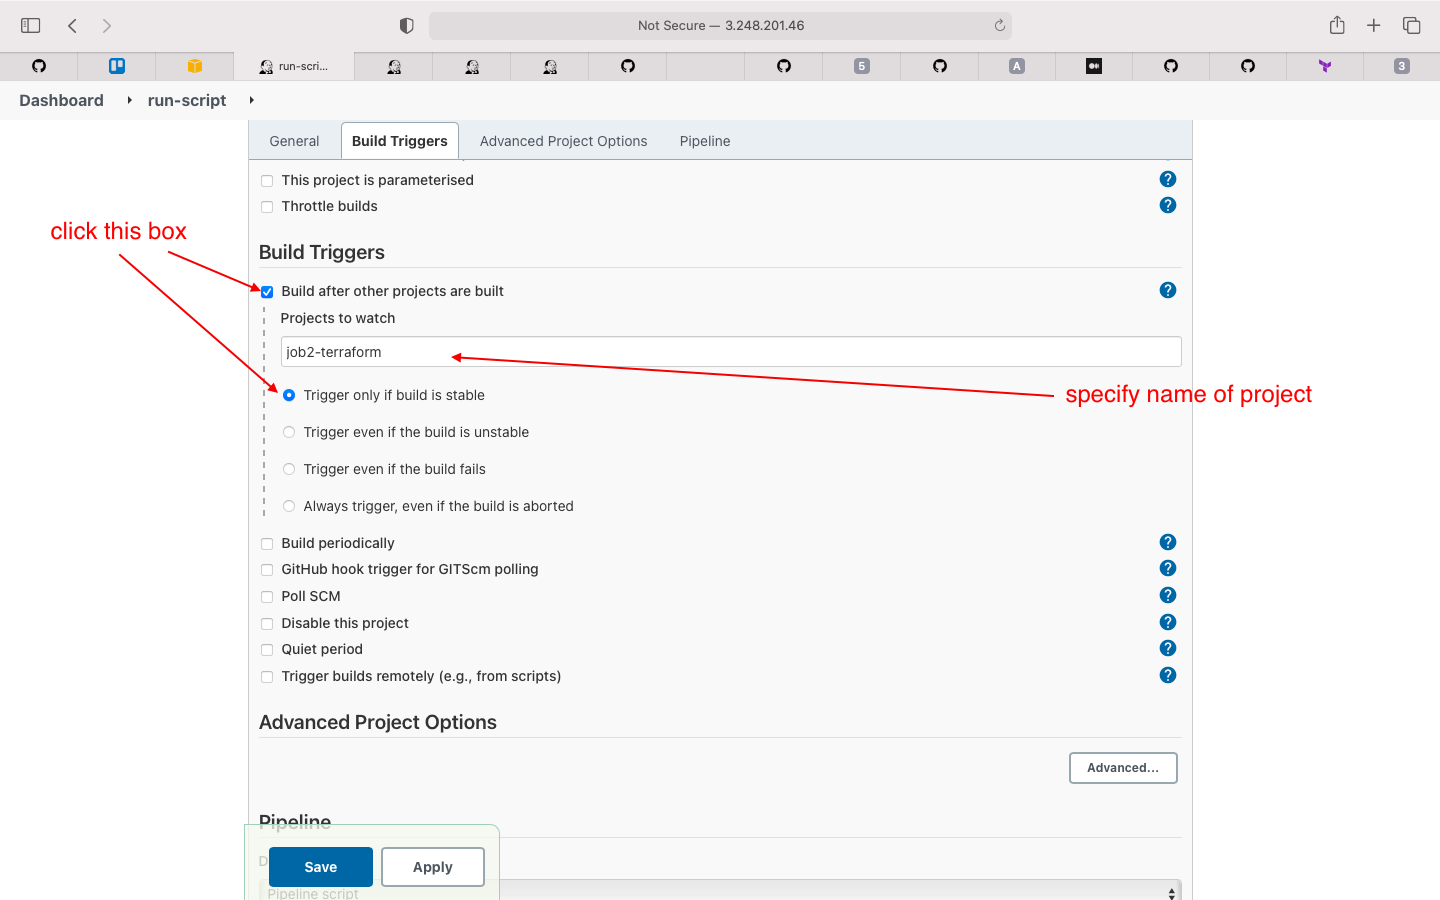 Not Secure — 3.248.201.46
run-scri...
5
A
3
Dashboard
run-script
General
Build Triggers
Advanced Project Options
Pipeline
This project is parameterised
?
Throttle builds
?
click this box
Build Triggers
Build after other projects are built
?
Projects to watch
job2-terraform
Trigger only if build is stable
specify name of project
Trigger even if the build is unstable
Trigger even if the build fails
Always trigger, even if the build is aborted
Build periodically
?
GitHub hook trigger for GITScm polling
?
Poll SCM
?
Disable this project
?
Quiet period
?
Trigger builds remotely (e.g., from scripts)
?
Advanced Project Options
Advanced...
Pipeline
D
Save
Apply
Pipeline script